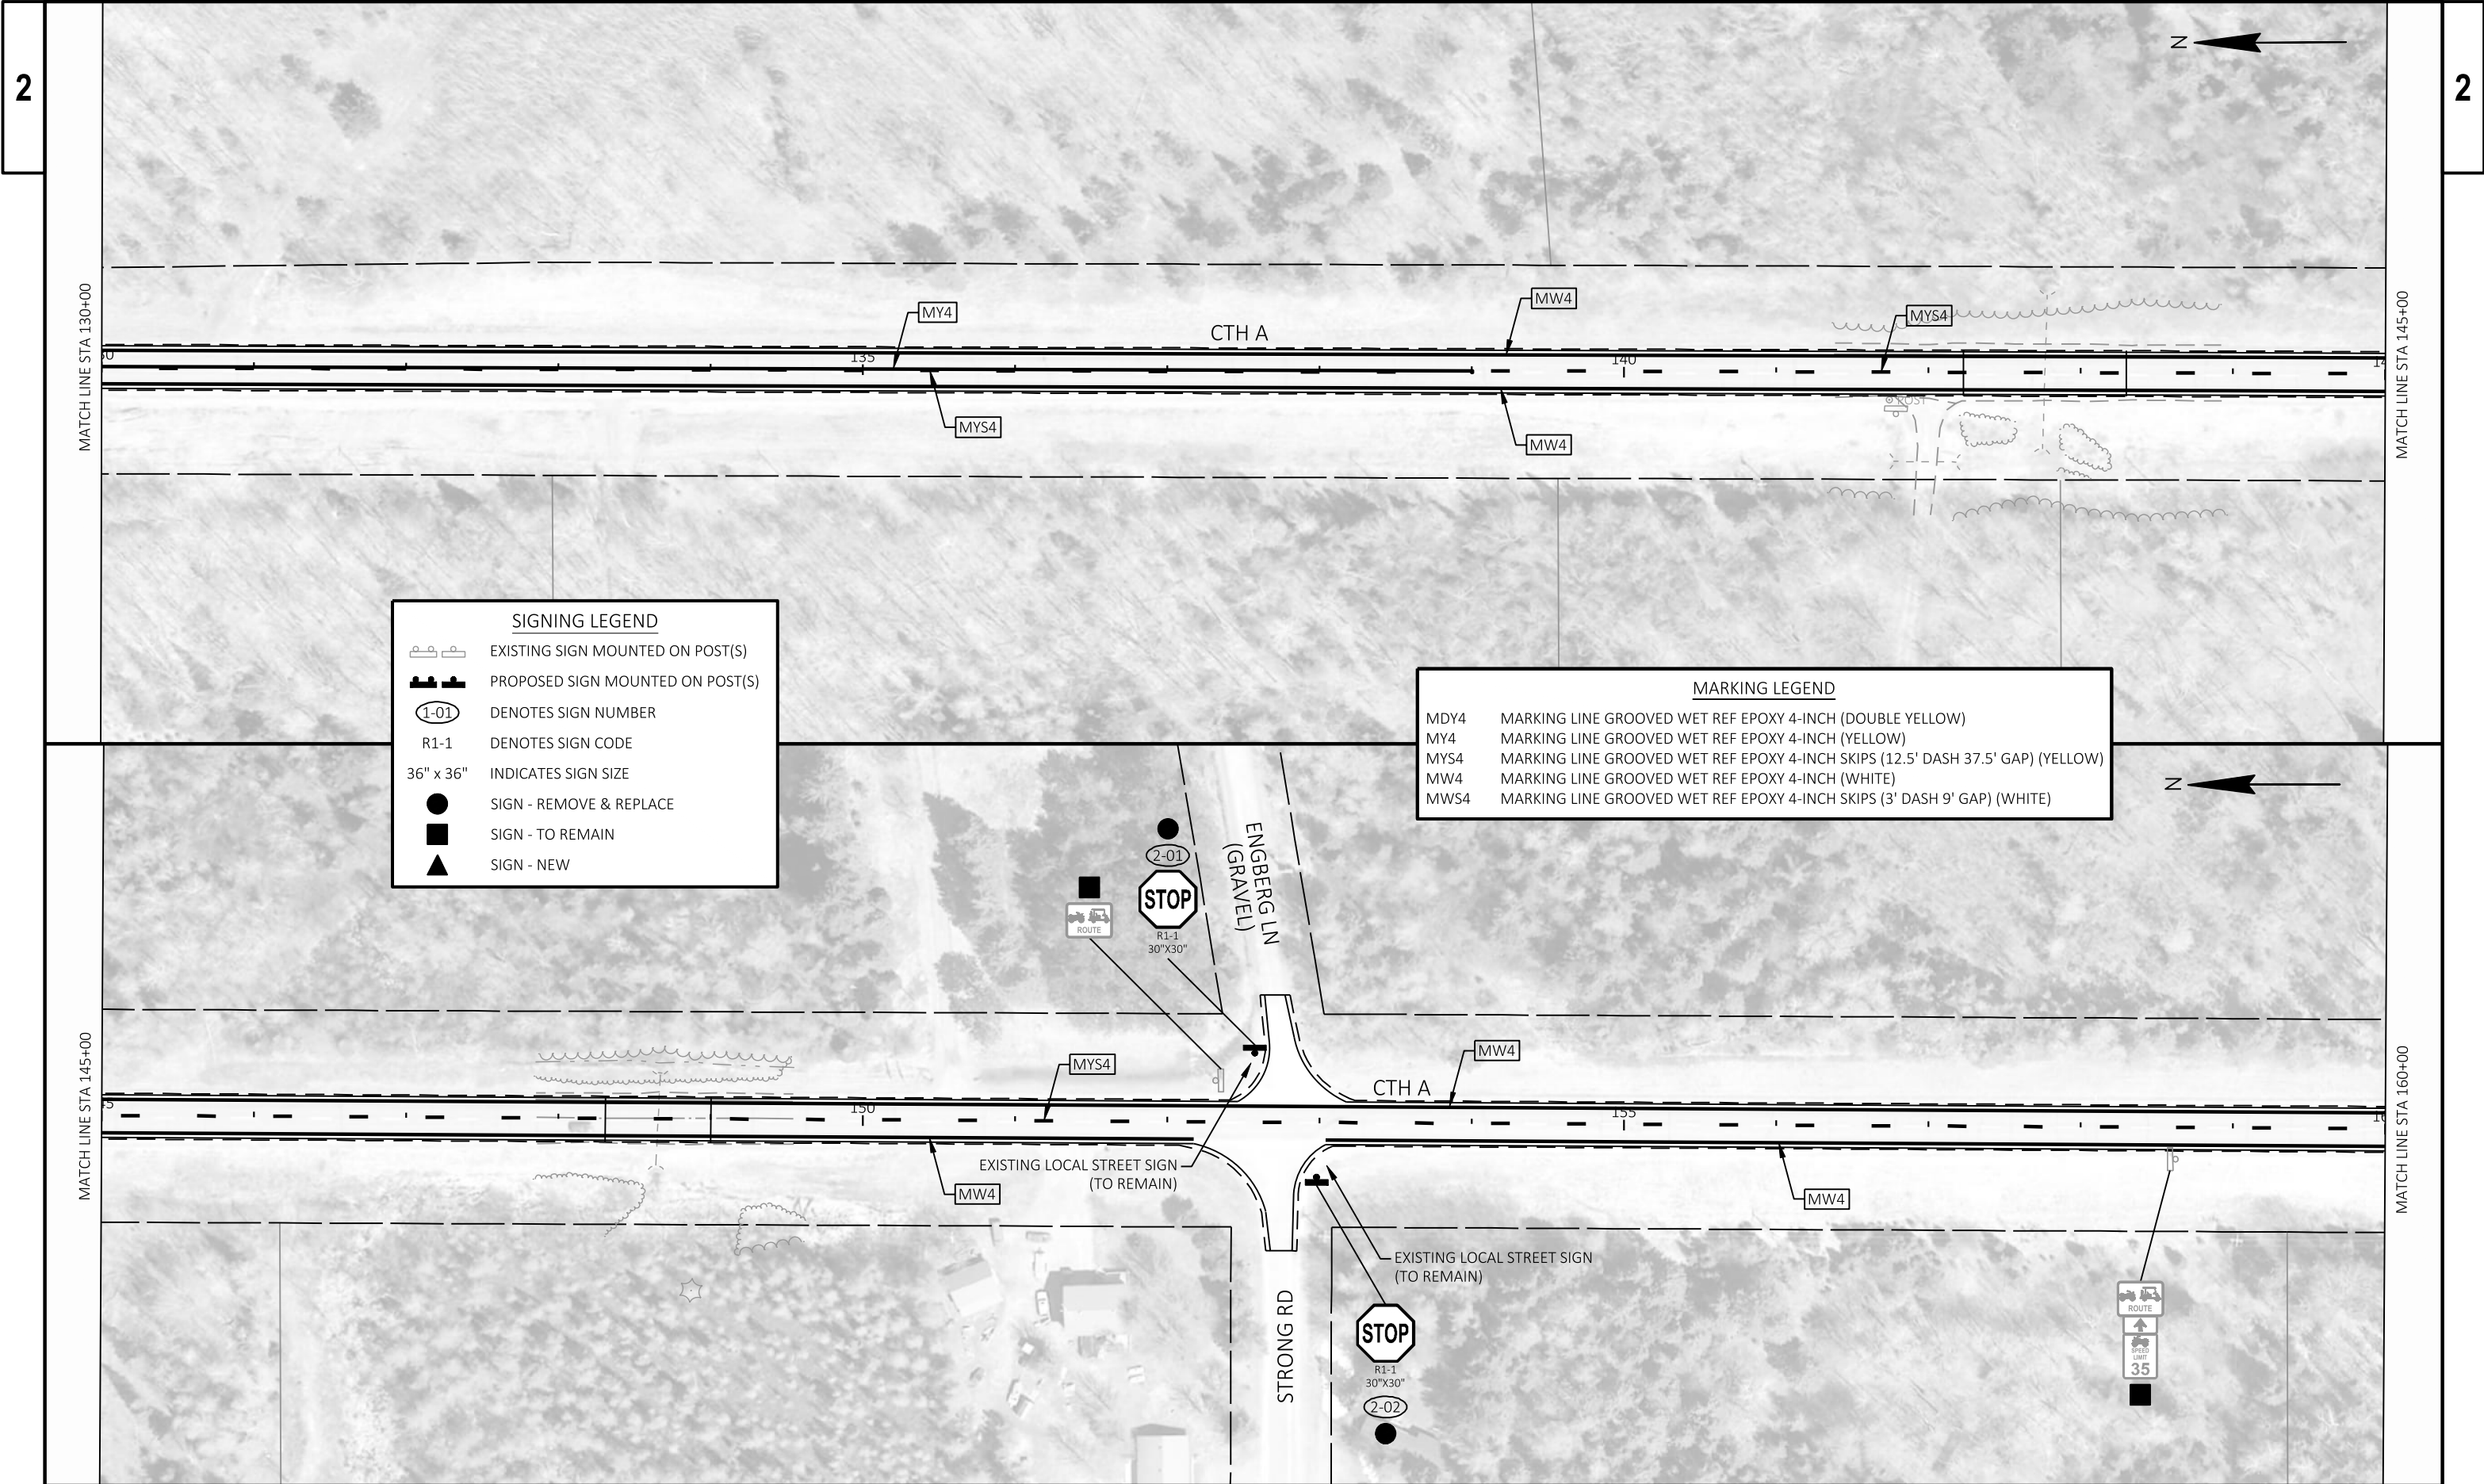 2
2
N
MATCH LINE STA 130+00
MATCH LINE STA 145+00
MY4
CTH A
MW4
MYS4
135
140
MYS4
MW4
POST
SIGNING LEGEND
EXISTING SIGN MOUNTED ON POST(S)
PROPOSED SIGN MOUNTED ON POST(S)
1-01 DENOTES SIGN NUMBER
R1-1 DENOTES SIGN CODE
36" x 36" INDICATES SIGN SIZE
SIGN - REMOVE & REPLACE
SIGN - TO REMAIN
SIGN - NEW
MARKING LEGEND
MDY4 MARKING LINE GROOVED WET REF EPOXY 4-INCH (DOUBLE YELLOW)
MY4 MARKING LINE GROOVED WET REF EPOXY 4-INCH (YELLOW)
MYS4 MARKING LINE GROOVED WET REF EPOXY 4-INCH SKIPS (12.5' DASH 37.5' GAP) (YELLOW)
MW4 MARKING LINE GROOVED WET REF EPOXY 4-INCH (WHITE)
MWS4 MARKING LINE GROOVED WET REF EPOXY 4-INCH SKIPS (3' DASH 9' GAP) (WHITE)
N
MATCH LINE STA 145+00
MATCH LINE STA 160+00
2-01
STOP
R1-1
30"X30"
ROUTE
ENGBERG LN
(GRAVEL)
MYS4
MW4
CTH A
150
155
EXISTING LOCAL STREET SIGN
(TO REMAIN)
MW4
MW4
EXISTING LOCAL STREET SIGN
(TO REMAIN)
STRONG RD
STOP
R1-1
30"X30"
2-02
ROUTE
SPEED
LIMIT
35